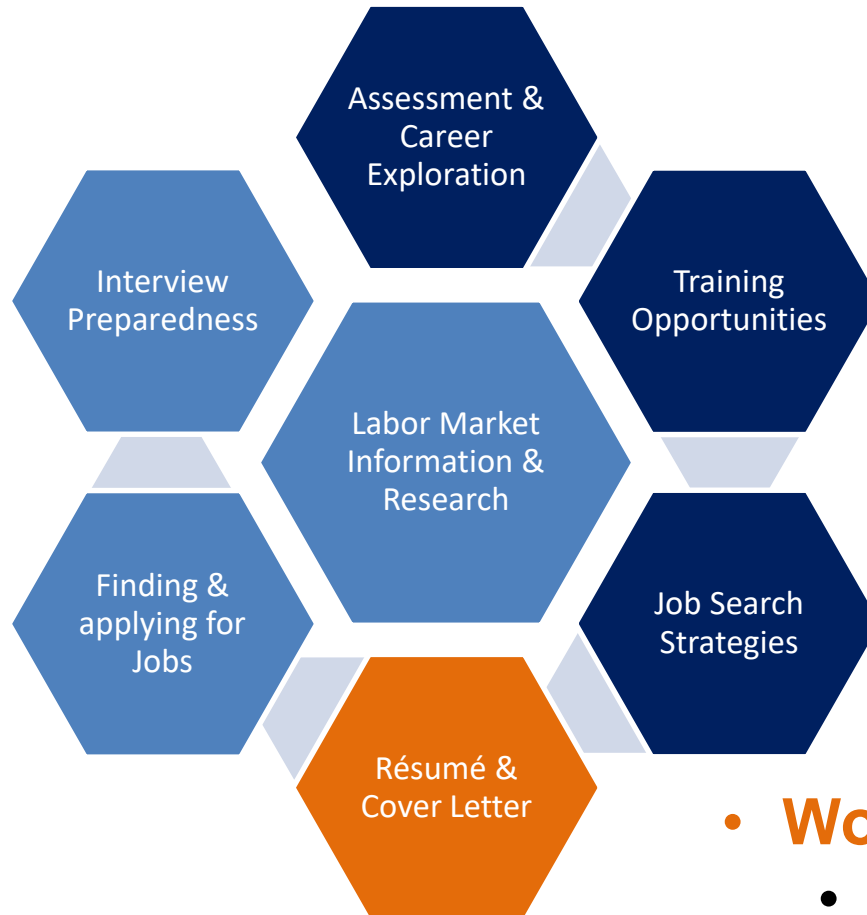 Assessment &
Career
Exploration
Interview
Preparedness
Training
Opportunities
Labor Market
Information &
Research
Finding &
applying for
Jobs
Job Search
Strategies
Résumé &
Cover Letter